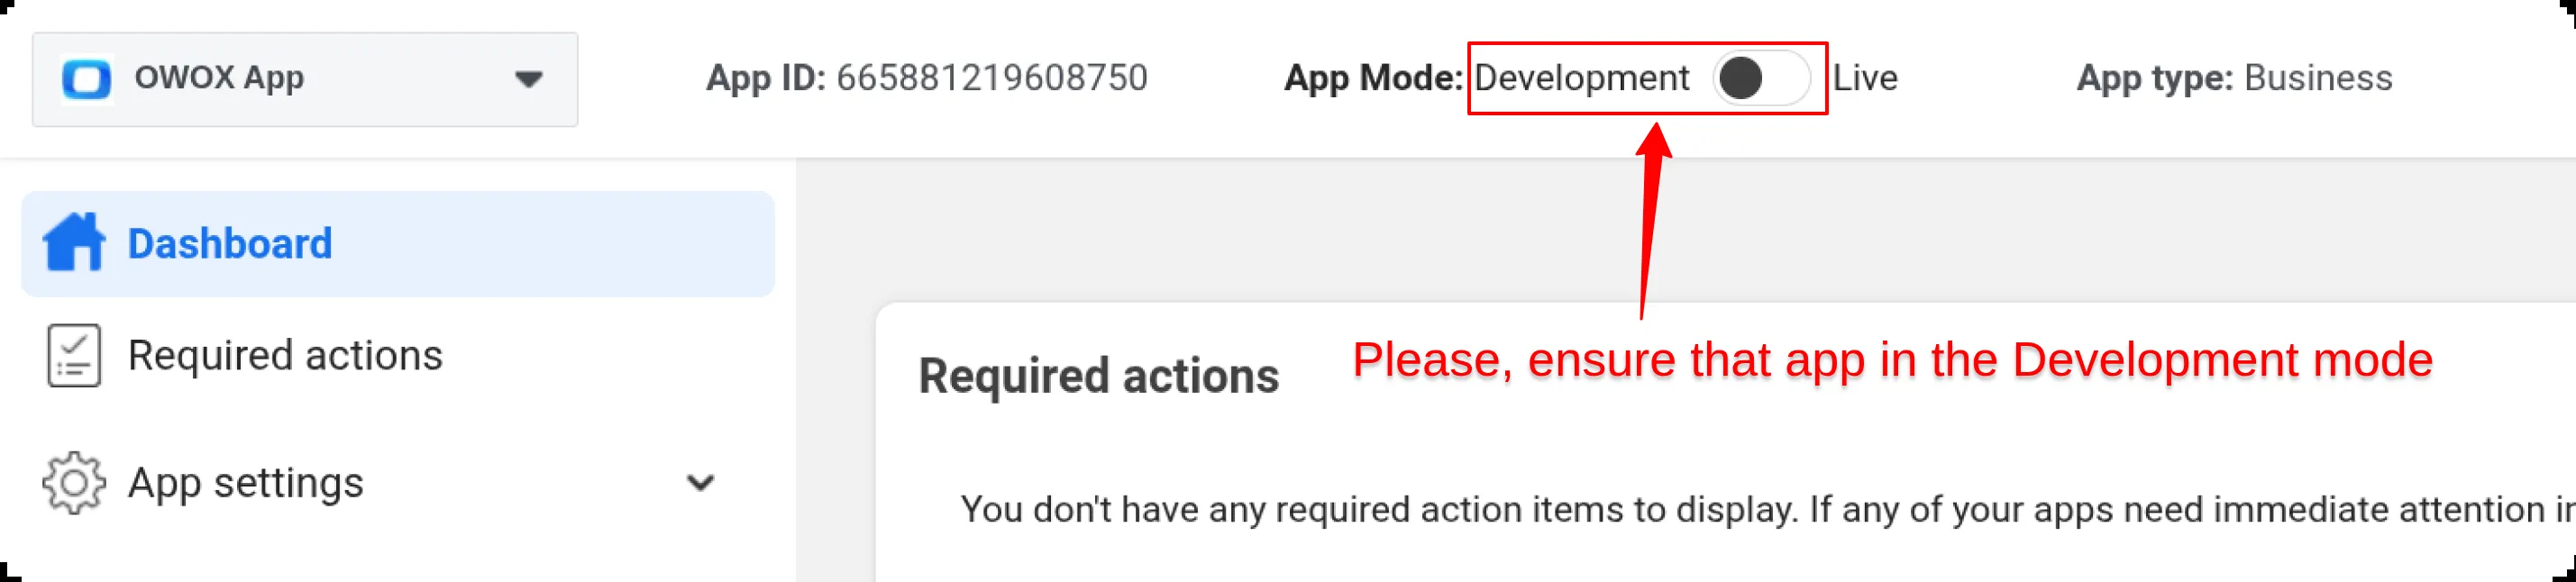 OWOX App
App ID: 665881219608750
App Mode: Development Live
App type: Business
Dashboard
Required actions
App settings
Required actions
Please, ensure that app in the Development mode
You don't have any required action items to display. If any of your apps need immediate attention in